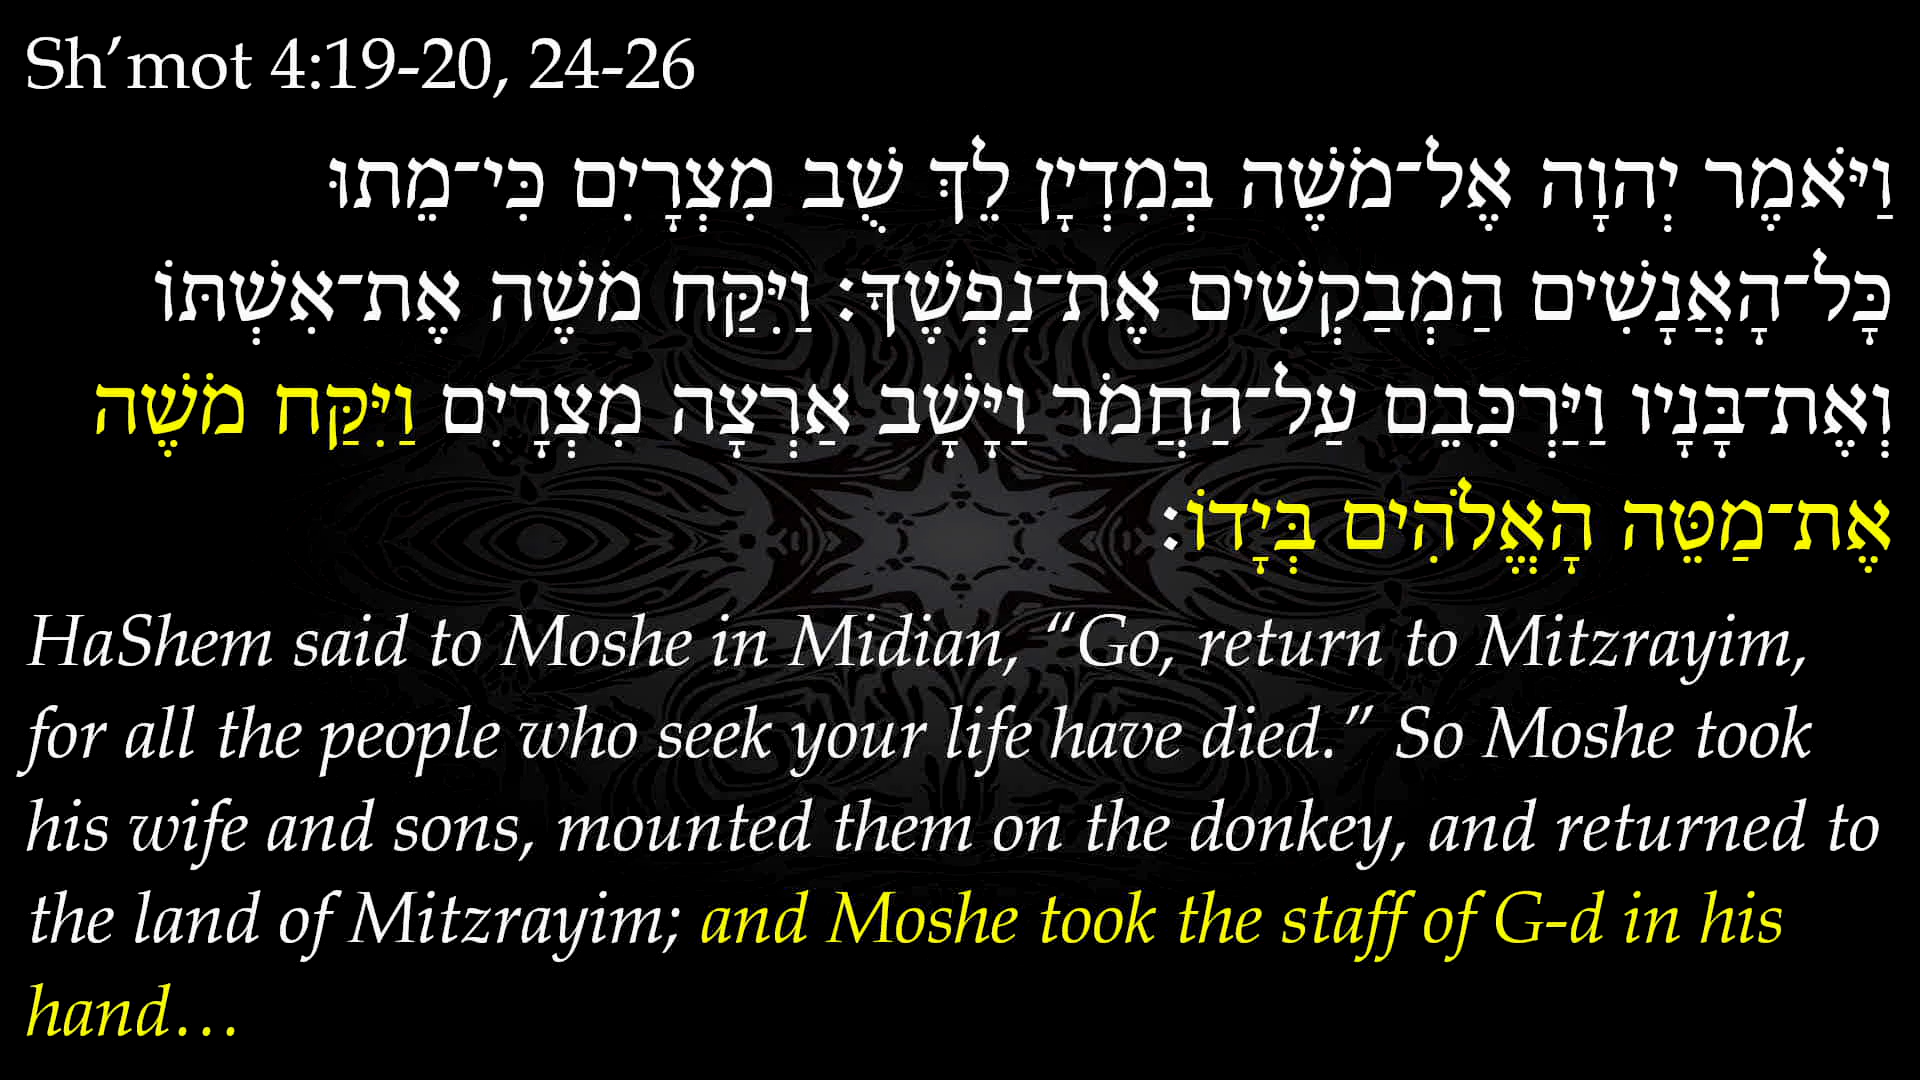 Sh’mot 4:19-20, 24-26
וַיֹּאמֶר יְהוָה אֶל־מֹשֶׁה בְּמִדְיָן לֵךְ שֻׁב מִצְרָיִם כִּי־מֵתוּ
כָּל־הָאֲנָשִׁים הַמְבַקְשִׁים אֶת־נַפְשֶׁךָ׃ וַיִּקַּח מֹשֶׁה אֶת־אִשְׁתּוֹ
וְאֶת־בָּנָיו וַיַּרְכִּבֵם עַל־הַחֲמֹר וַיָּשָׁב אַרְצָה מִצְרָיִם וַיִּקַּח מֹשֶׁה
אֶת־מַטֵּה הָאֱלֹהִים בְּיָדוֹ׃
HaShem said to Moshe in Midian, “Go, return to Mitzrayim,
for all the people who seek your life have died.” So Moshe took
his wife and sons, mounted them on the donkey, and returned to
the land of Mitzrayim; and Moshe took the staff of G-d in his
hand…